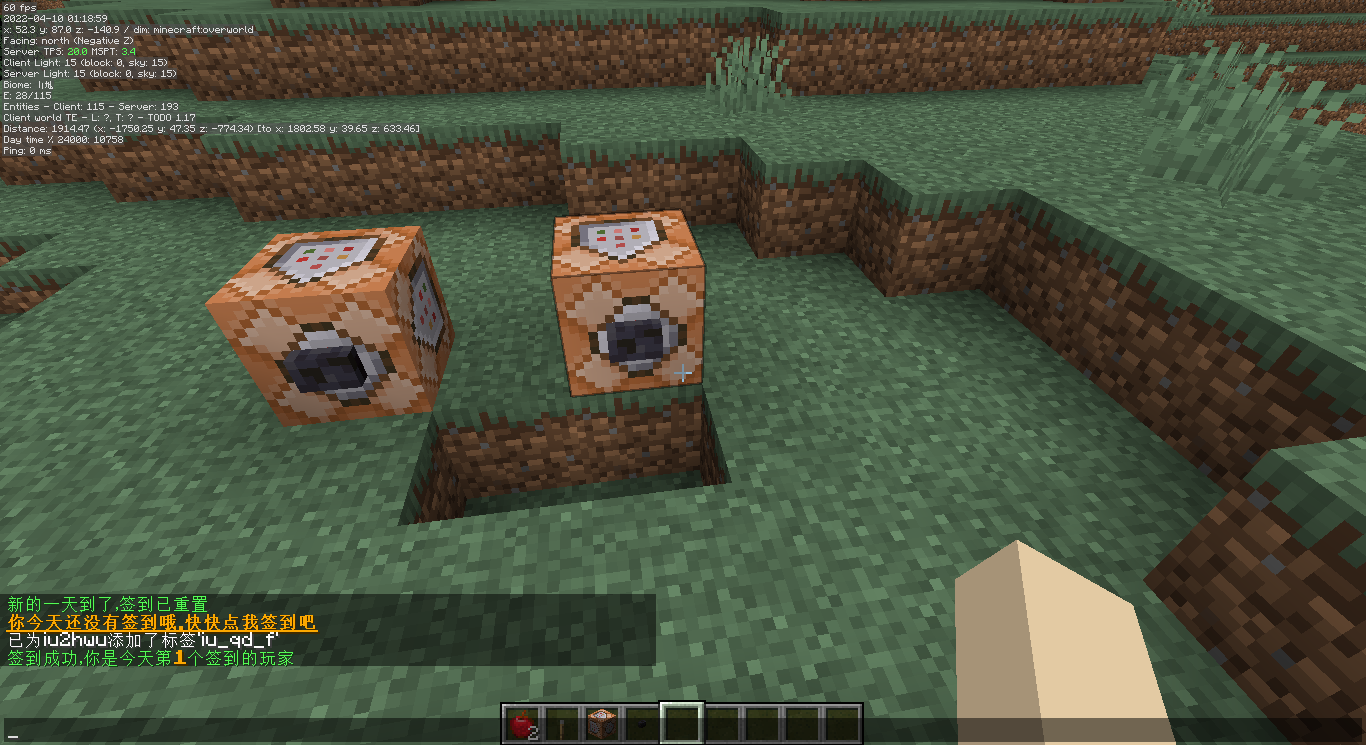 60 fps
2022-04-10 01:18:59
x: 52.3 y: 87.0 z: -140.9 / dim: minecraft:overworld
Facing: north (Negative Z)
Server TPS: 20.0 MSPT: 3.4
Client Light: 15 (block: 0, sky: 15)
Server Light: 15 (block: 0, sky: 15)
Biome:
E: 28/115
Entities - Client: 115 - Server: 193
Client world TE - L: ?, T: ? - TODO 1.17
Distance: 1914.47 (x: -1750.25 y: 47.35 z: -774.34) [to x: 1802.58 y: 39.65 z: 633.46]
Day time % 24000: 10758
Ping: 0 ms
新的一天到了,签到已重置
你今天还没有签到哦,快快点我签到吧
已为iu2hwu添加了标签'iu_qd_f'
签到成功,你是今天第1个签到的玩家
2
_